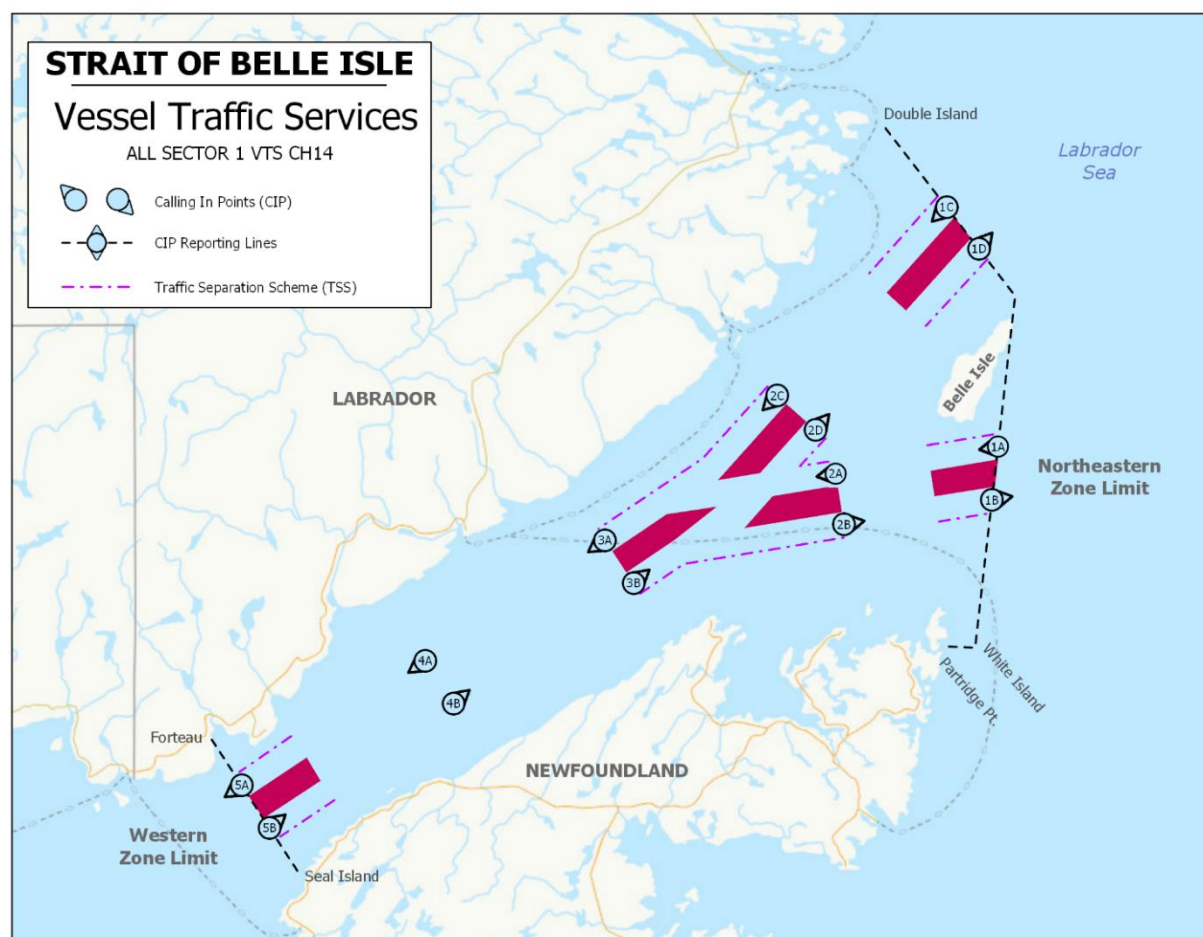 STRAIT OF BELLE ISLE
Vessel Traffic Services
ALL SECTOR 1 VTS CH14
Calling In Points (CIP)
CIP Reporting Lines
Traffic Separation Scheme (TSS)
Double Island
Labrador
Sea
1C
1D
Belle Isle
LABRADOR
2C
2D
1A
2A
Northeastern
Zone Limit
1B
2B
3A
3B
4A
White Island
Partridge Pt.
4B
Forteau
NEWFOUNDLAND
5A
5B
Western
Zone Limit
Seal Island